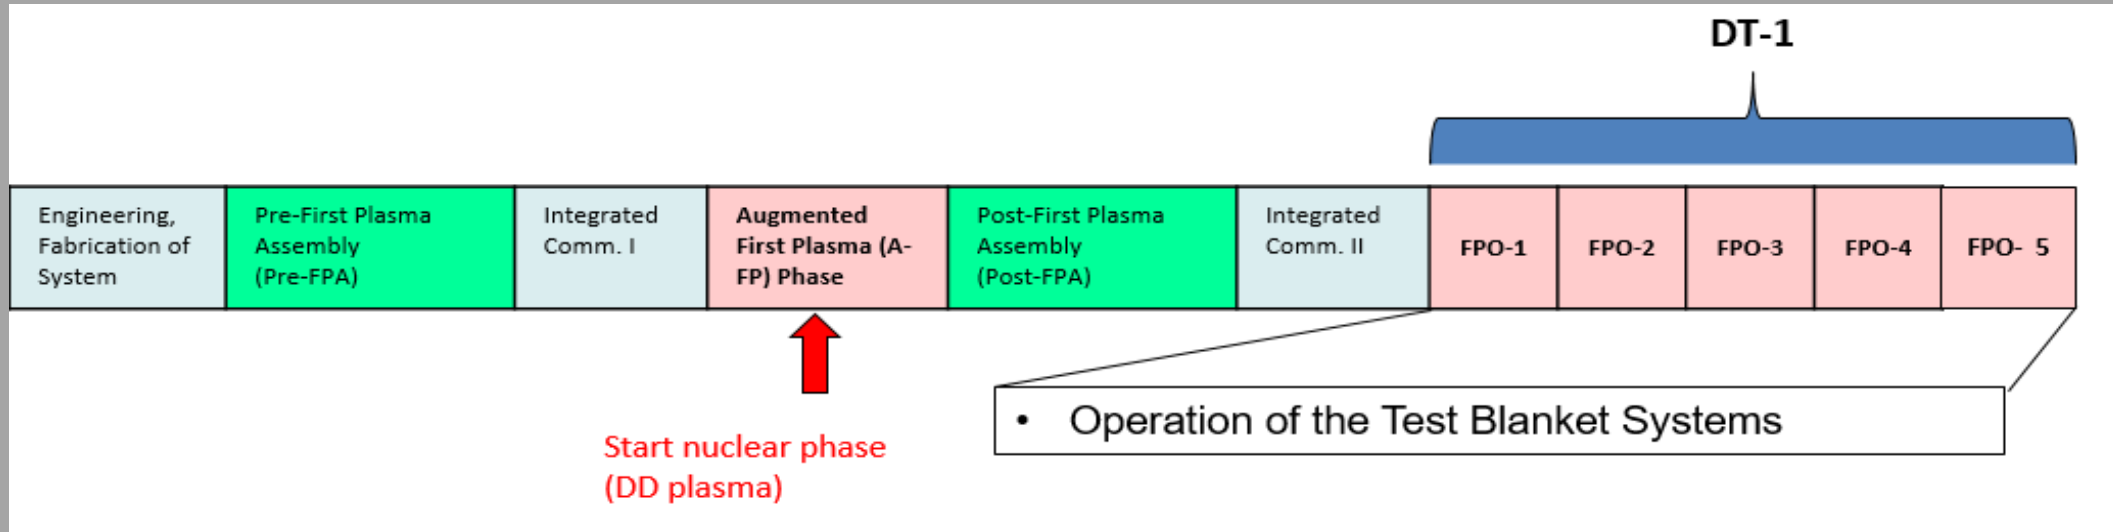 DT-1
Engineering,
Fabrication of
System
Pre-First Plasma
Assembly
(Pre-FPA)
Integrated
Comm. I
Augmented
First Plasma (A-
FP) Phase
Post-First Plasma
Assembly
(Post-FPA)
Integrated
Comm. II
FPO-1
FPO-2
FPO-3
FPO-4
FPO- 5
• Operation of the Test Blanket Systems
Start nuclear phase
(DD plasma)